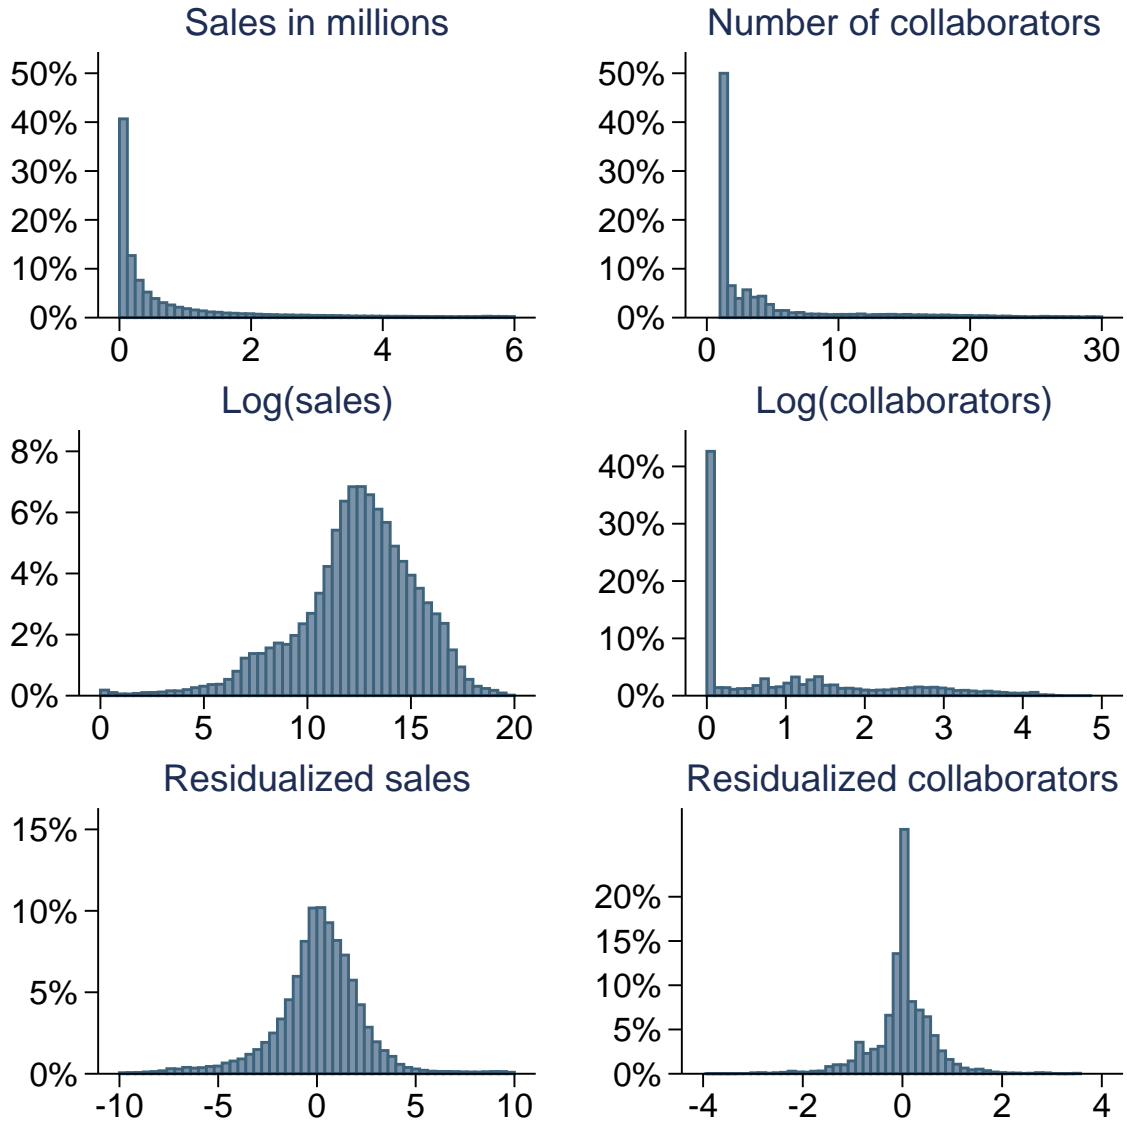 Sales in millions
50%
40%
30%
20%
10%
0%
0 2 4 6
Number of collaborators
50%
40%
30%
20%
10%
0%
0 10 20 30
Log(sales)
8%
6%
4%
2%
0%
0 5 10 15 20
Log(collaborators)
40%
30%
20%
10%
0%
0 1 2 3 4 5
Residualized sales
15%
10%
5%
0%
-10 -5 0 5 10
Residualized collaborators
20%
15%
10%
5%
0%
-4 -2 0 2 4